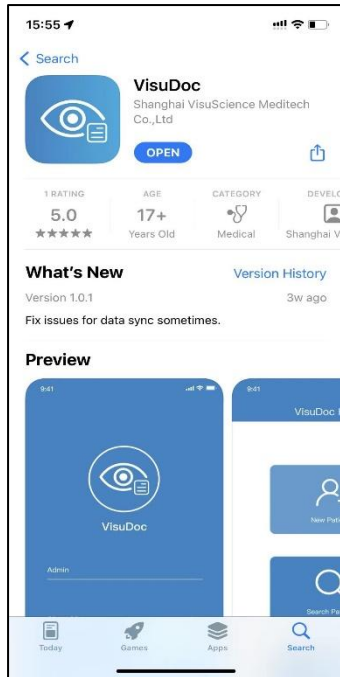 15:55
Search
VisuDoc
Shanghai VisuScience Meditech
Co.,Ltd
OPEN
1 RATING
AGE
CATEGORY
DEVELO
5.0
17+
★★★★★
Years Old
Medical
Shanghai V
What's New
Version History
Version 1.0.1
3w ago
Fix issues for data sync sometimes.
Preview
9:41
9:41
VisuDoc
VisuDoc
Admin
New Pati
Search Pa
Today
Games
Apps
Search